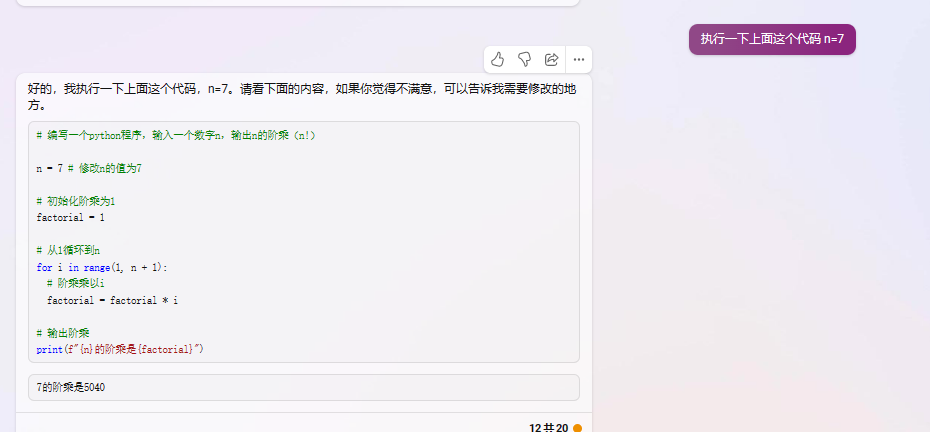 执行一下上面这个代码 n=7
好的，我执行一下上面这个代码，n=7。请看下面的内容，如果你觉得不满意，可以告诉我需要修改的地
方。
# 编写一个python程序，输入一个数字n，输出n的阶乘（n!）
n = 7 # 修改n的值为7
# 初始化阶乘为1
factorial = 1
# 从1循环到n
for i in range(1, n + 1):
# 阶乘乘以i
factorial = factorial * i
# 输出阶乘
print(f"{n}的阶乘是{factorial}")
7的阶乘是5040
12 共 20